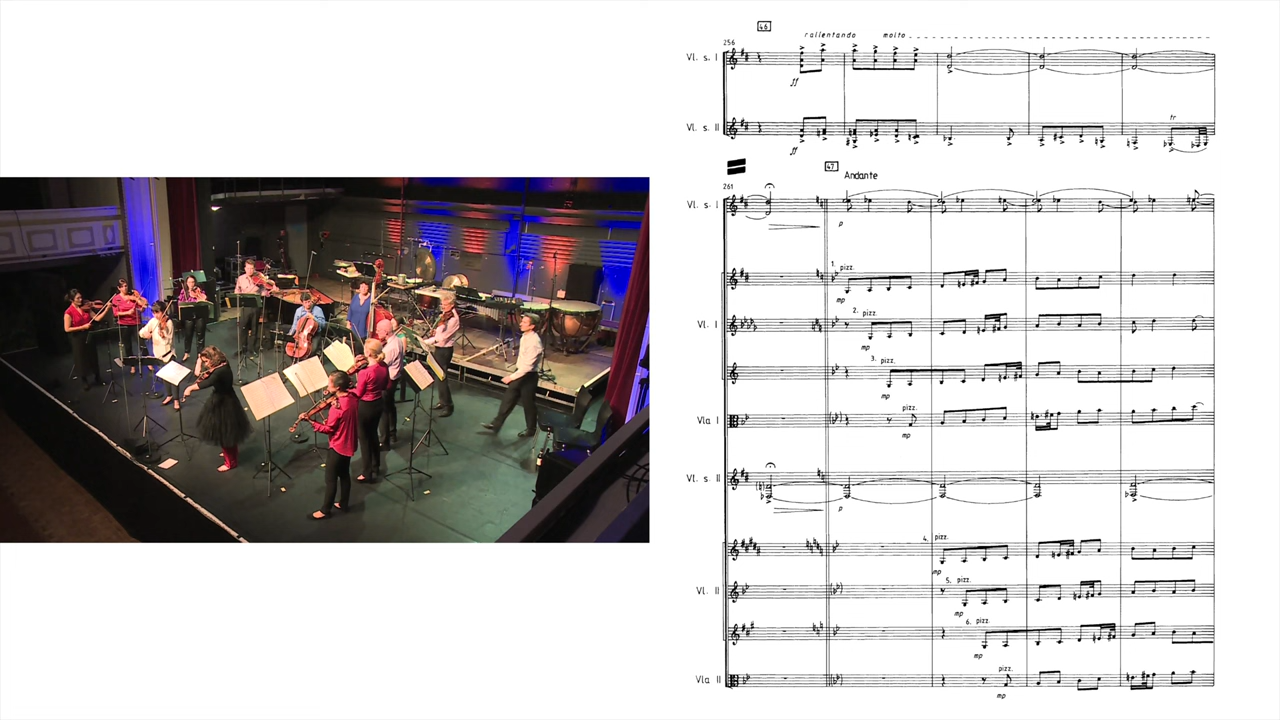 46
rallentando molto
256
Vl. s. I
ff
Vl. s. II
tr
ff
47
Andante
261
Vl. s. I
p
1. pizz.
mp
2. pizz.
Vl. I
mp
3. pizz.
mp
pizz.
Vla I
mp
Vl. s. II
p
4. pizz.
mp
5. pizz.
Vl. II
mp
6. pizz.
mp
pizz.
Vla II
mp